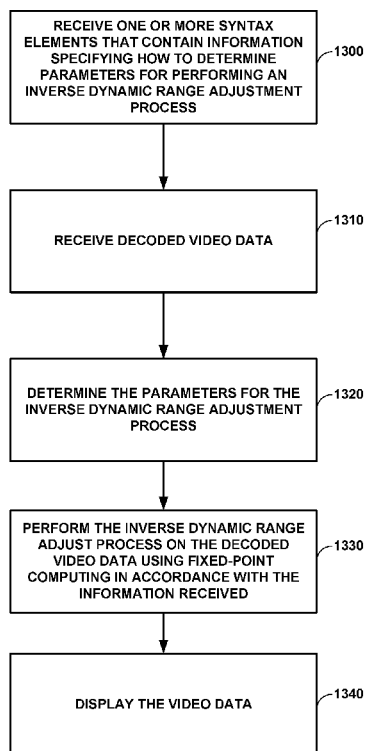 RECEIVE ONE OR MORE SYNTAX
ELEMENTS THAT CONTAIN INFORMATION
SPECIFYING HOW TO DETERMINE
PARAMETERS FOR PERFORMING AN
INVERSE DYNAMIC RANGE ADJUSTMENT
PROCESS
1300
RECEIVE DECODED VIDEO DATA
1310
DETERMINE THE PARAMETERS FOR THE
INVERSE DYNAMIC RANGE ADJUSTMENT
PROCESS
1320
PERFORM THE INVERSE DYNAMIC RANGE
ADJUST PROCESS ON THE DECODED
VIDEO DATA USING FIXED-POINT
COMPUTING IN ACCORDANCE WITH THE
INFORMATION RECEIVED
1330
DISPLAY THE VIDEO DATA
1340